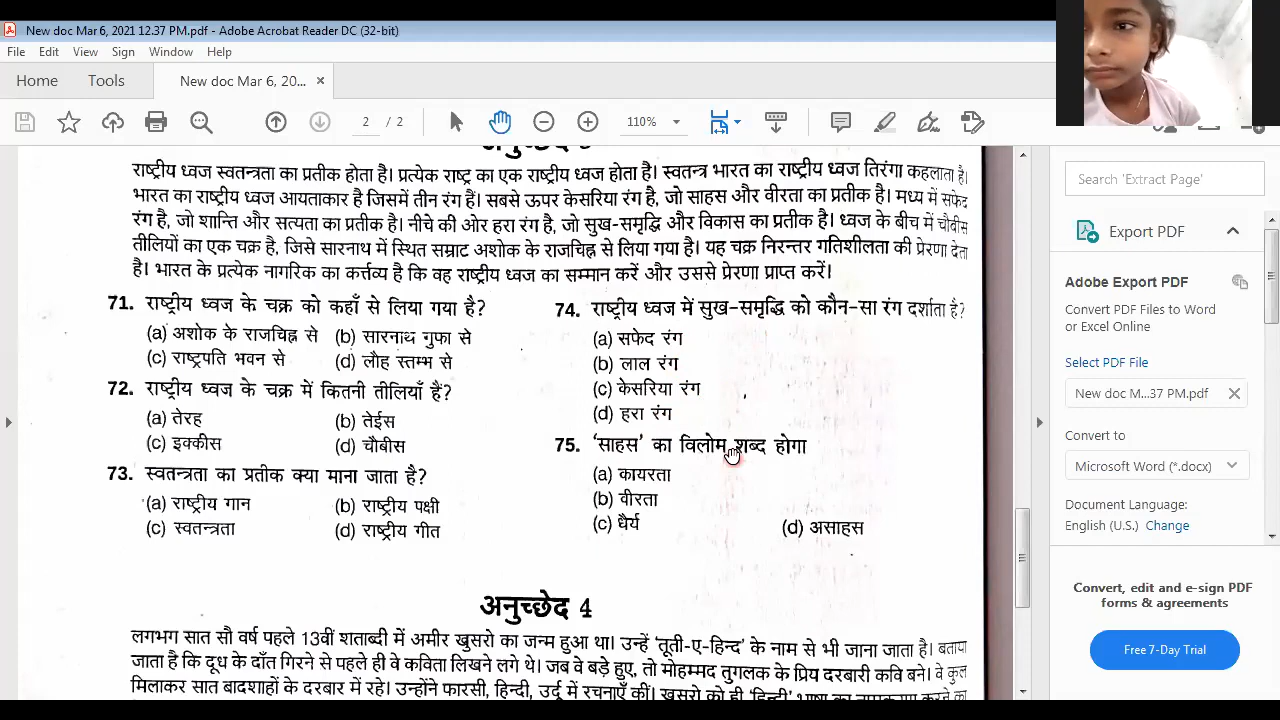 New doc Mar 6, 2021 12.37 PM.pdf - Adobe Acrobat Reader DC (32-bit)
File Edit View Sign Window Help
Home Tools New doc Mar 6, 20... ×
2 / 2 110%
राष्ट्रीय ध्वज स्वतन्त्रता का प्रतीक होता है। प्रत्येक राष्ट्र का एक राष्ट्रीय ध्वज होता है। स्वतन्त्र भारत का राष्ट्रीय ध्वज तिरंगा कहलाता है।
भारत का राष्ट्रीय ध्वज आयताकार है जिसमें तीन रंग हैं। सबसे ऊपर केसरिया रंग है, जो साहस और वीरता का प्रतीक है। मध्य में सफेद
रंग है, जो शान्ति और सत्यता का प्रतीक है। नीचे की ओर हरा रंग है, जो सुख-समृद्धि और विकास का प्रतीक है। ध्वज के बीच में चौबीस
तीलियों का एक चक्र है, जिसे सारनाथ में स्थित सम्राट अशोक के राजचिह्न से लिया गया है। यह चक्र निरन्तर गतिशीलता की प्रेरणा देता
है। भारत के प्रत्येक नागरिक का कर्त्तव्य है कि वह राष्ट्रीय ध्वज का सम्मान करें और उससे प्रेरणा प्राप्त करें।
71. राष्ट्रीय ध्वज के चक्र को कहाँ से लिया गया है?
(a) अशोक के राजचिह्न से (b) सारनाथ गुफा से
(c) राष्ट्रपति भवन से (d) लौह स्तम्भ से
72. राष्ट्रीय ध्वज के चक्र में कितनी तीलियाँ हैं?
(a) तेरह (b) तेईस
(c) इक्कीस (d) चौबीस
73. स्वतन्त्रता का प्रतीक क्या माना जाता है?
(a) राष्ट्रीय गान (b) राष्ट्रीय पक्षी
(c) स्वतन्त्रता (d) राष्ट्रीय गीत
74. राष्ट्रीय ध्वज में सुख-समृद्धि को कौन-सा रंग दर्शाता है?
(a) सफेद रंग
(b) लाल रंग
(c) केसरिया रंग
(d) हरा रंग
75. ‘साहस’ का विलोम शब्द होगा
(a) कायरता
(b) वीरता
(c) धैर्य (d) असाहस
अनुच्छेद 4
लगभग सात सौ वर्ष पहले 13वीं शताब्दी में अमीर खुसरो का जन्म हुआ था। उन्हें ‘तूती-ए-हिन्द’ के नाम से भी जाना जाता है। बताया
जाता है कि दूध के दाँत गिरने से पहले ही वे कविता लिखने लगे थे। जब वे बड़े हुए, तो मोहम्मद तुगलक के प्रिय दरबारी कवि बने। वे कुल
मिलाकर सात बादशाहों के दरबार में रहे। उन्होंने फारसी, हिन्दी, उर्दू में रचनाएँ कीं। खुसरो को ही ‘हिन्दी’ भाषा का
Search 'Extract Page'
Export PDF
Adobe Export PDF
Convert PDF Files to Word
or Excel Online
Select PDF File
New doc M...37 PM.pdf ×
Convert to
Microsoft Word (*.docx)
Document Language:
English (U.S.) Change
Convert, edit and e-sign PDF
forms & agreements
Free 7-Day Trial